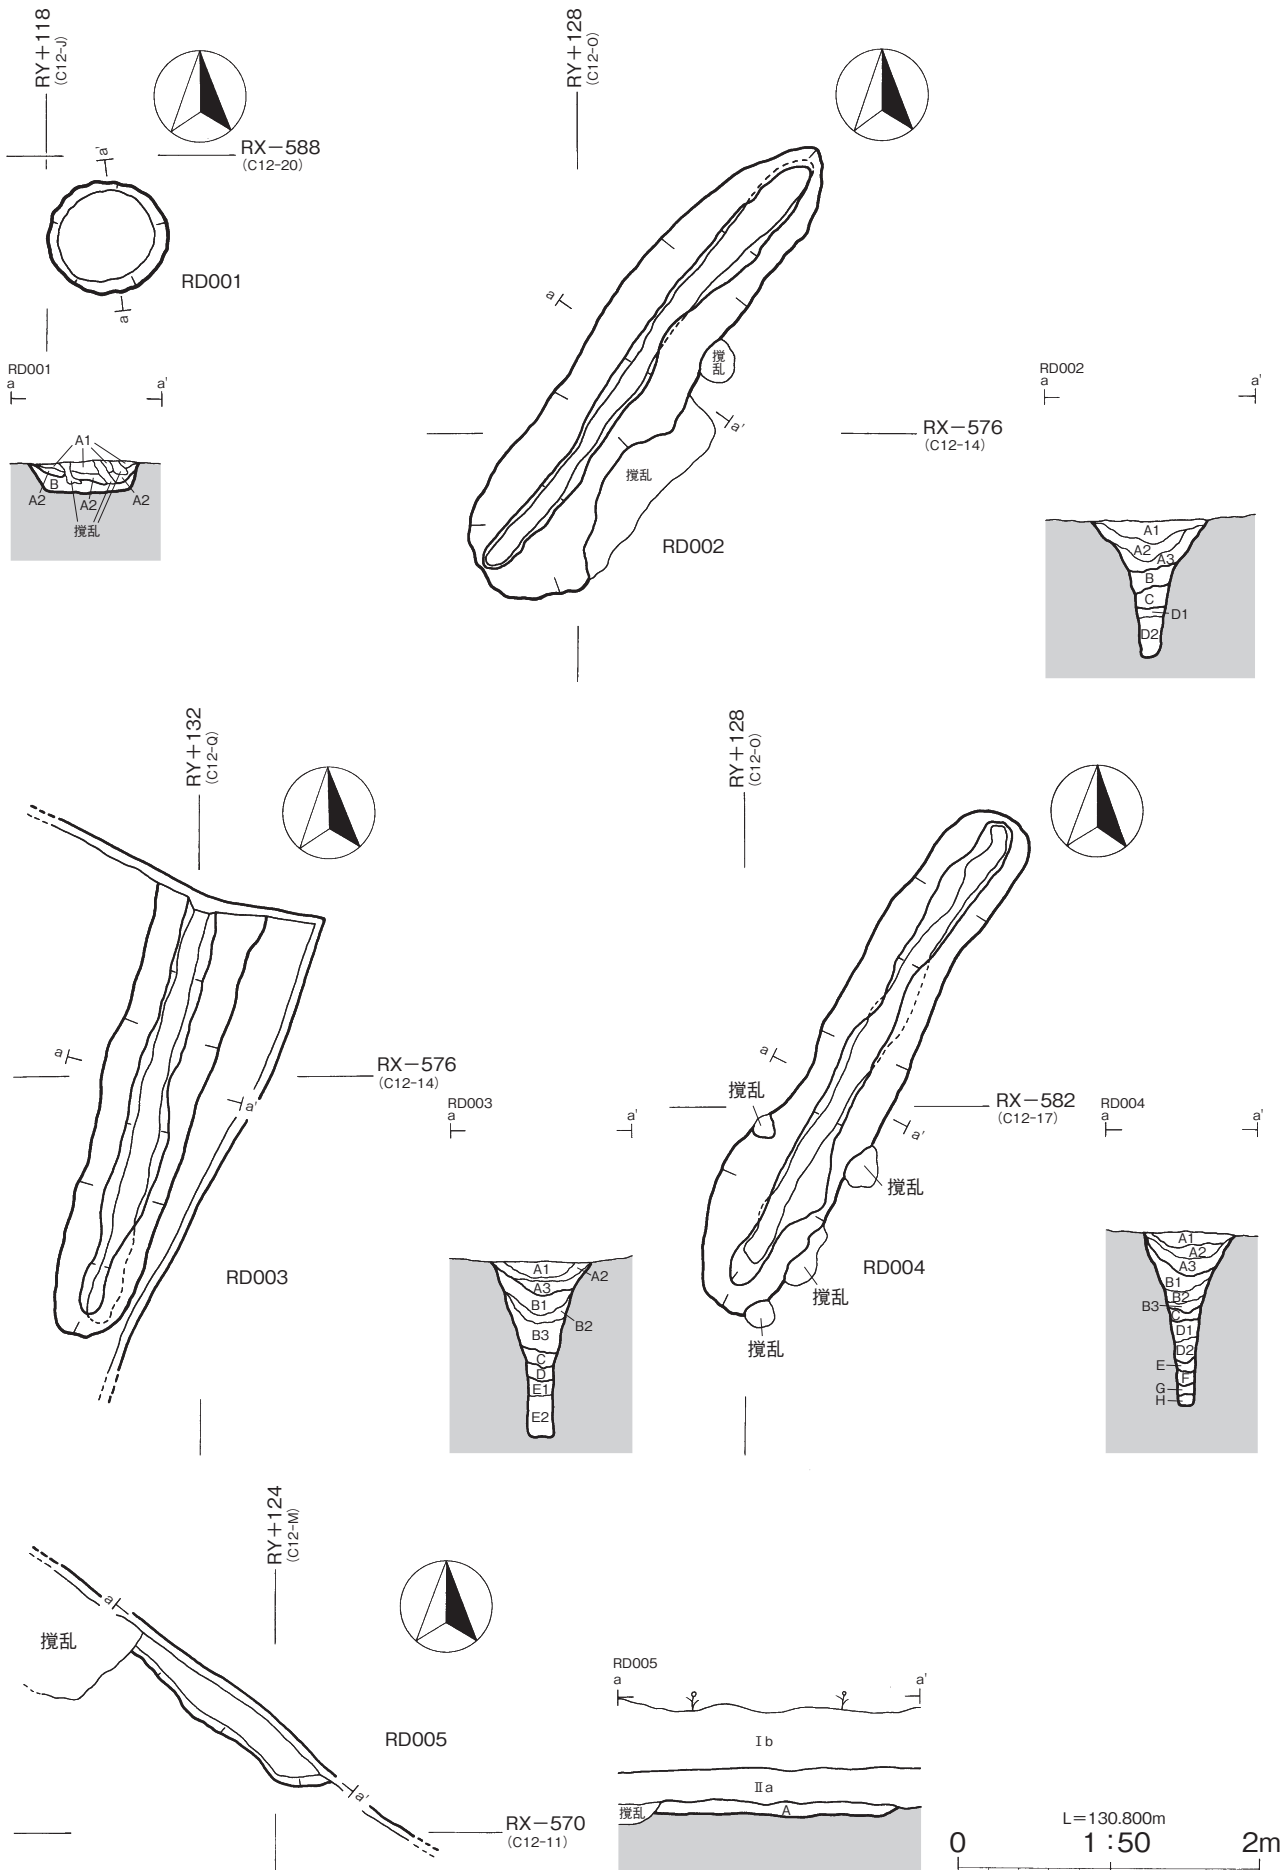 RY+118
(C12-J)
RX−588
(C12-20)
a'
a
RD001
RD001
a a'
A1
B
A2 A2 A2
撹乱
RY+128
(C12-O)
a
撹乱
a'
撹乱
RX−576
(C12-14)
RD002
RD002
a a'
A1
A2
A3
B
C
D1
D2
RY+132
(C12-Q)
a
a'
RX−576
(C12-14)
RD003
RD003
a a'
A1
A2
A3
B1
B2
B3
C
D
E1
E2
RY+128
(C12-O)
a
撹乱
a'
RX−582
(C12-17)
撹乱
RD004
撹乱
撹乱
RD004
a a'
A1
A2
A3
B1
B2
B3
C
D1
D2
E
F
G
H
RY+124
(C12-M)
a
撹乱
RD005
a'
RX−570
(C12-11)
RD005
a a'
Ⅰb
Ⅱa
撹乱
A
L=130.800m
0 1:50 2m